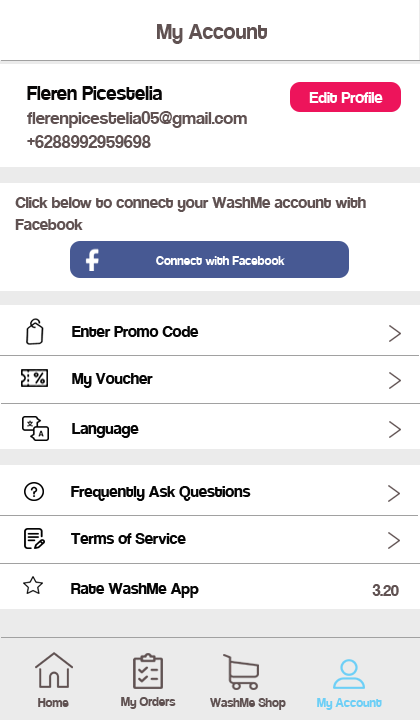 My Account
Fleren Picestelia
Edit Profile
flerenpicestelia05@gmail.com
+6288992959698
Click below to connect your WashMe account with
Facebook
f Connect with Facebook
Enter Promo Code
% My Voucher
文 A Language
? Frequently Ask Questions
Terms of Service
Rate WashMe App 3.20
Home My Orders WashMe Shop My Account